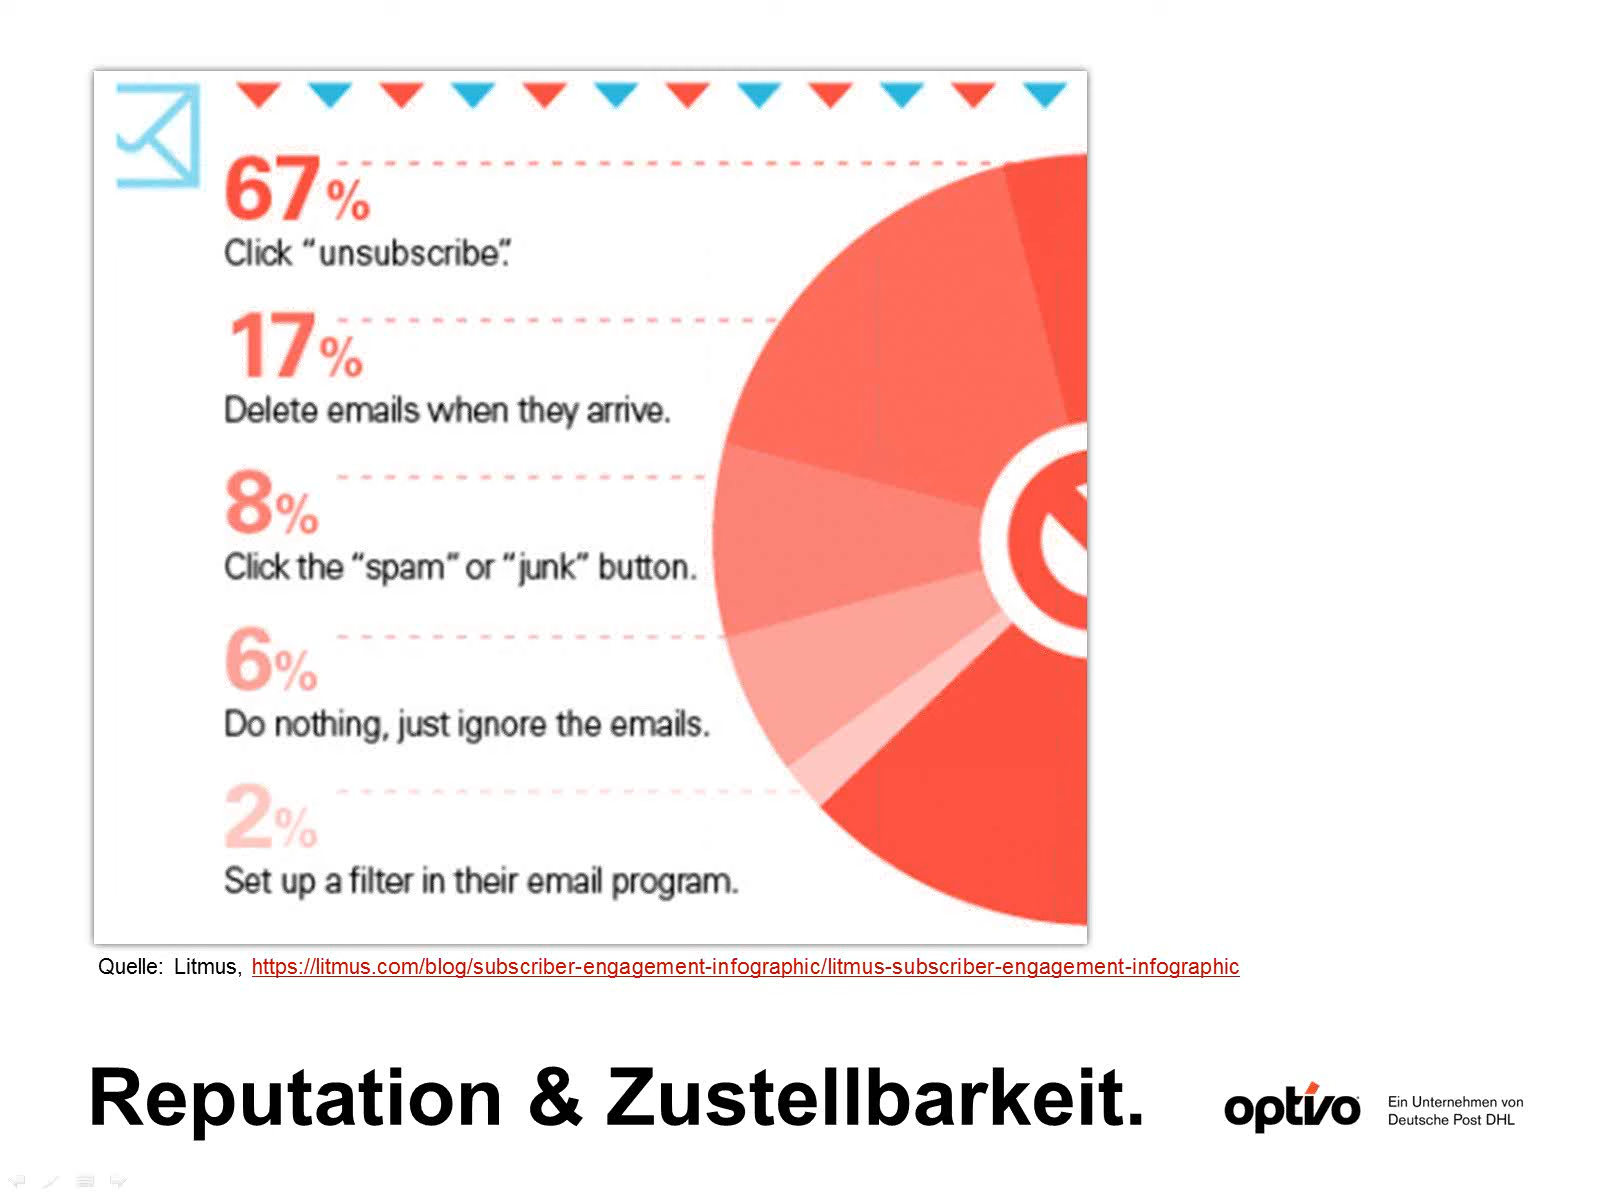 67%
Click “unsubscribe”.
17%
Delete emails when they arrive.
8%
Click the “spam” or “junk” button.
6%
Do nothing, just ignore the emails.
2%
Set up a filter in their email program.
Quelle: Litmus, https://litmus.com/blog/subscriber-engagement-infographic/litmus-subscriber-engagement-infographic
Reputation & Zustellbarkeit.
optivo
Ein Unternehmen von
Deutsche Post DHL